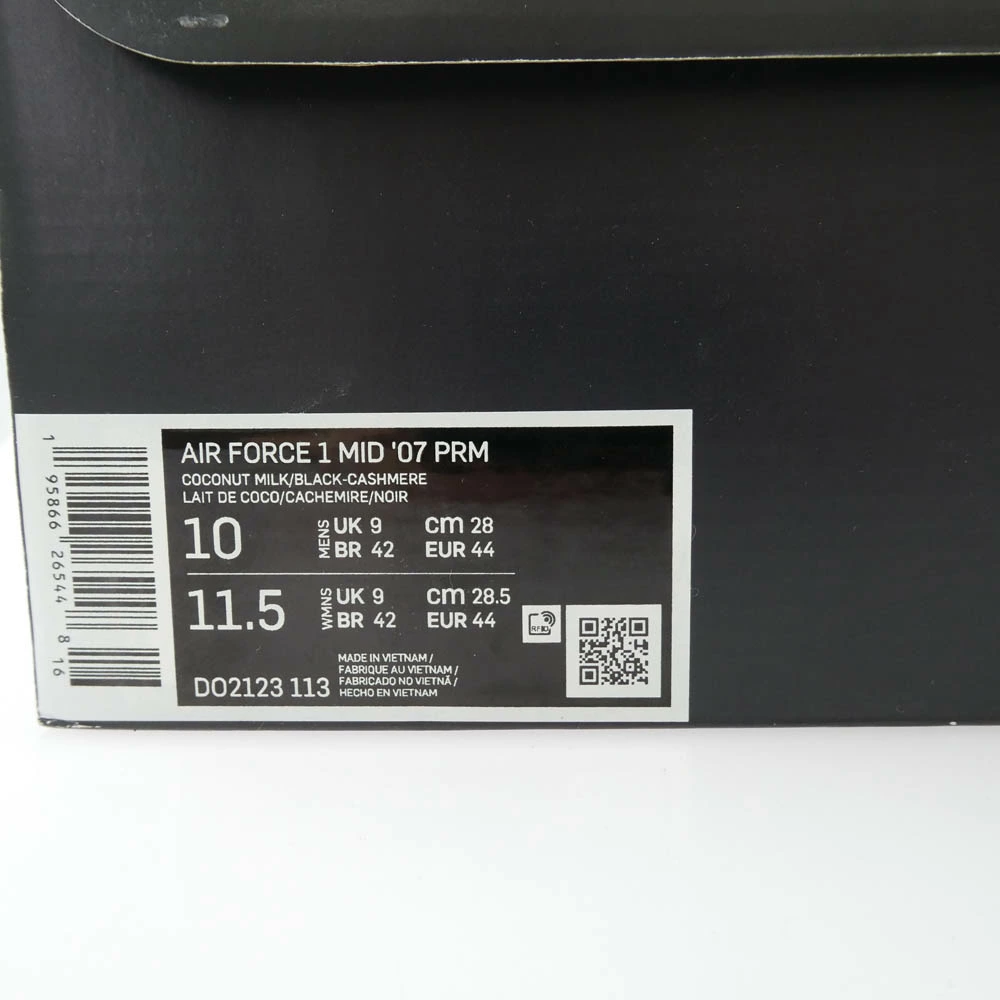 AIR FORCE 1 MID '07 PRM
COCONUT MILK/BLACK-CASHMERE
LAIT DE COCO/CACHEMIRE/NOIR
10 MENS UK 9 cm 28
BR 42 EUR 44
11.5 WMNS UK 9 cm 28.5
BR 42 EUR 44
RFID
MADE IN VIETNAM /
FABRIQUE AU VIETNAM /
FABRICADO NO VIETNÃ /
HECHO EN VIETNAM
DO2123 113
1 95866 26544 8 16